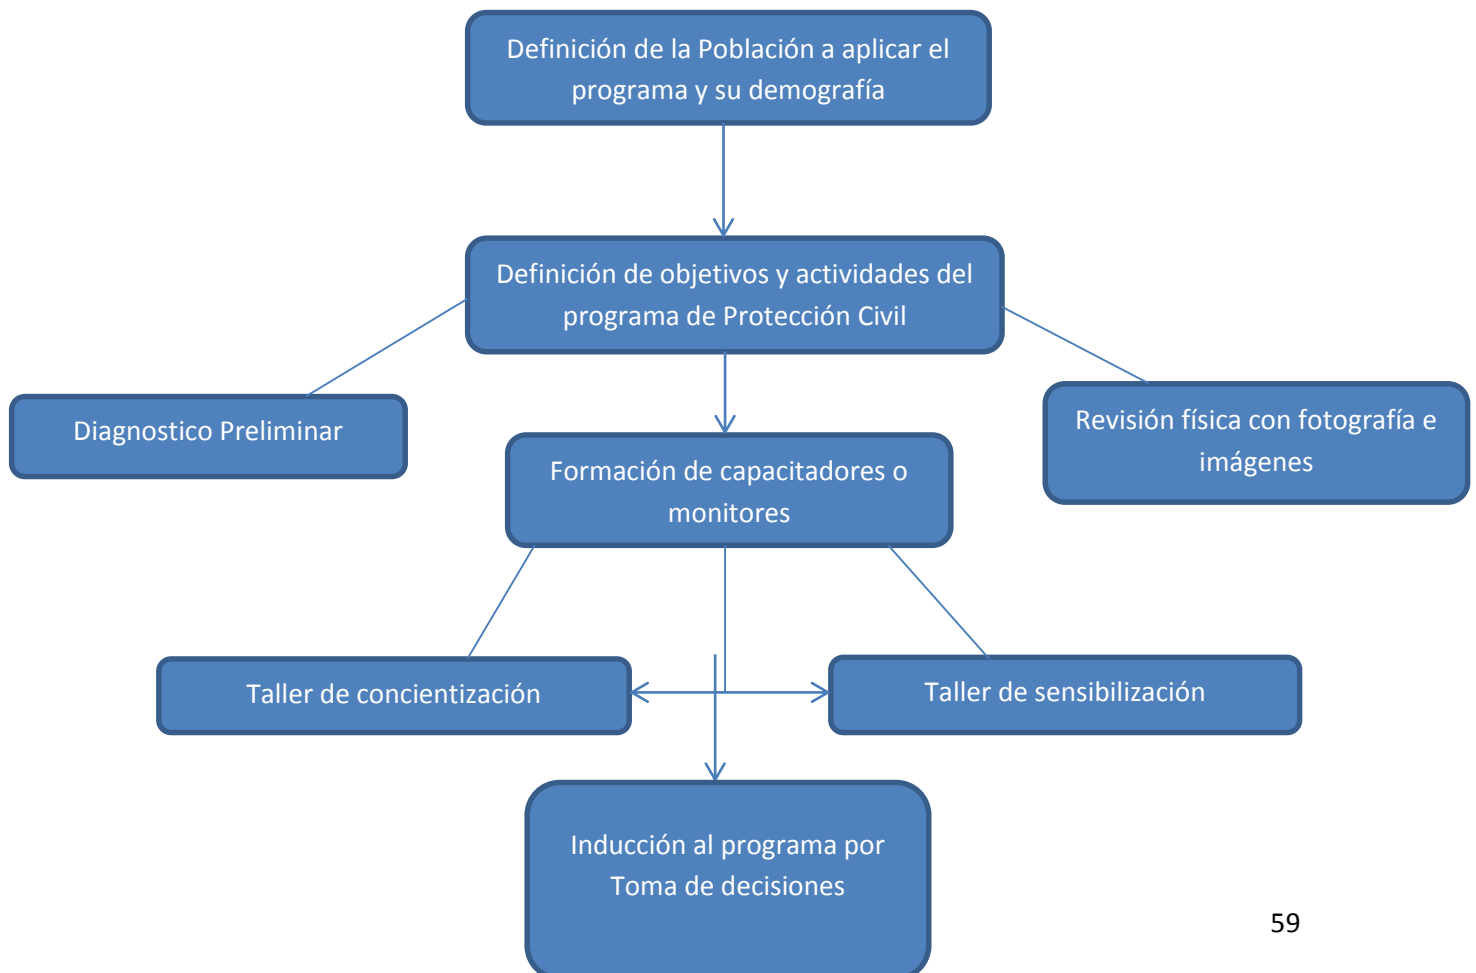 Definición de la Población a aplicar el
programa y su demografía
Definición de objetivos y actividades del
programa de Protección Civil
Diagnostico Preliminar
Revisión física con fotografía e
imágenes
Formación de capacitadores o
monitores
Taller de concientización
Taller de sensibilización
Inducción al programa por
Toma de decisiones
59